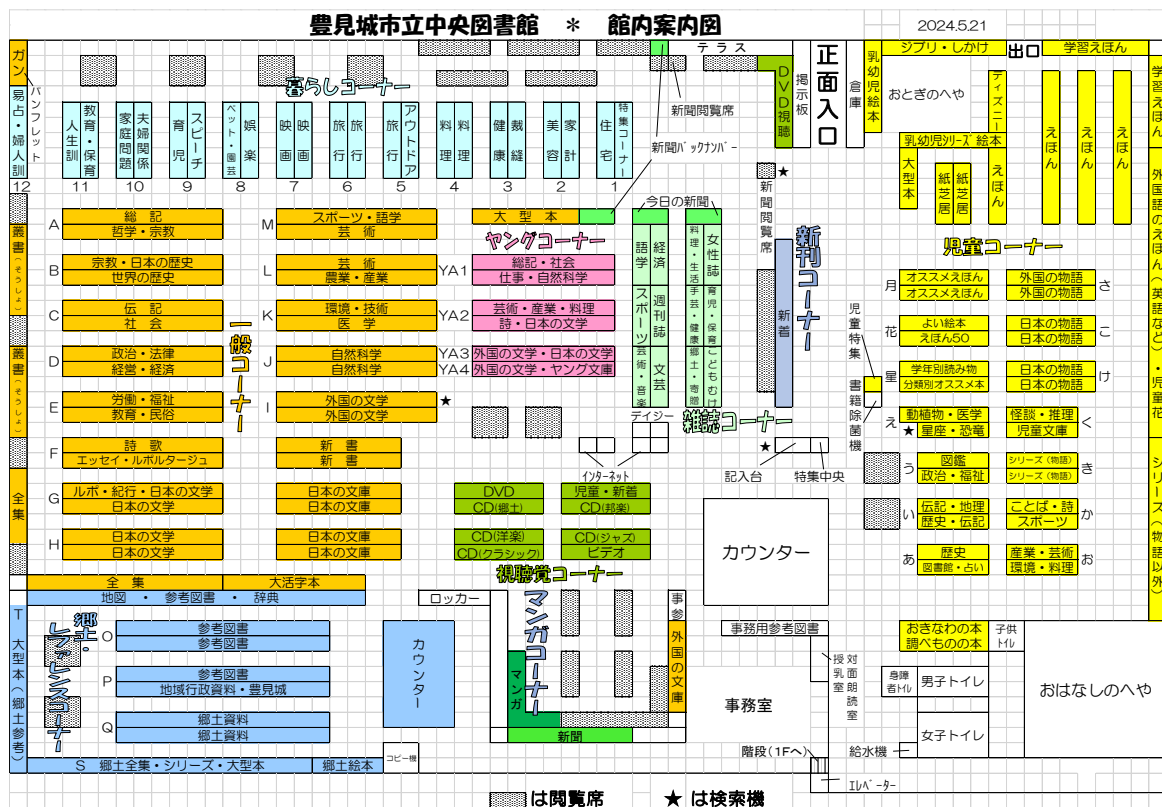 豊見城市立中央図書館 ＊ 館内案内図
2024.5.21
ガン
パンフレット
易占・婦人訓
暮らしコーナー
テラス
新聞閲覧席
新聞バックナンバー
DVD視聴
掲示板
正面入口
倉庫
乳幼児絵本
ジブリ・しかけ
出口
学習えほん
おとぎのへや
ディズニー
えほん
えほん
えほん
学習えほん
外国語のえほん(英語など)・児童花
シリーズ(物語以外)
乳幼児シリーズ絵本
大型本
紙芝居
紙芝居
えほん
人生訓
教育・保育
家庭問題
夫婦関係
育児
スピーチ
ペット・園芸
娯楽
映画
映画
旅行
旅行
旅行
アウトドア
料理
料理
健康
裁縫
美容
家計
住宅
特集コーナー
12 11 10 9 8 7 6 5 4 3 2 1
叢書(そうしょ)
叢書(そうしょ)
全集
A
総記
哲学・宗教
B
宗教・日本の歴史
世界の歴史
C
伝記
社会
D
政治・法律
経営・経済
E
労働・福祉
教育・民俗
F
詩歌
エッセイ・ルポルタージュ
G
ルポ・紀行・日本の文学
日本の文学
H
日本の文学
日本の文学
一般コーナー
M
スポーツ・語学
芸術
L
芸術
農業・産業
K
環境・技術
医学
J
自然科学
自然科学
I
外国の文学
外国の文学
★
新書
新書
日本の文庫
日本の文庫
日本の文庫
日本の文庫
大型本
ヤングコーナー
YA1
総記・社会
仕事・自然科学
YA2
芸術・産業・料理
詩・日本の文学
YA3
外国の文学・日本の文学
YA4
外国の文学・ヤング文庫
今日の新聞
語学
経済
スポーツ
週刊誌
芸術・音楽
文芸
料理・生活
女性誌
手芸・健康
育児・保育
郷土・寄贈
こどもむけ
デイジー
雑誌コーナー
★
新聞閲覧席
新刊コーナー
新着
インターネット
★
記入台
特集中央
児童特集
書籍除菌機
児童コーナー
月
オススメえほん
オススメえほん
花
よい絵本
えほん50
星
学年別読み物
分類別オススメ本
え
動植物・医学
★
星座・恐竜
う
図鑑
政治・福祉
い
伝記・地理
歴史・伝記
あ
歴史
図書館・占い
外国の物語
外国の物語
さ
日本の物語
日本の物語
こ
日本の物語
日本の物語
け
怪談・推理
児童文庫
く
シリーズ(物語)
シリーズ(物語)
き
ことば・詩
スポーツ
か
産業・芸術
環境・料理
お
DVD
CD(郷土)
児童・新着
CD(邦楽)
CD(洋楽)
CD(クラシック)
CD(ジャズ)
ビデオ
視聴覚コーナー
カウンター
全集
大活字本
地図・参考図書・辞典
T 大型本(郷土参考)
郷土・レファレンスコーナー
O
参考図書
参考図書
P
参考図書
地域行政資料・豊見城
Q
郷土資料
郷土資料
S 郷土全集・シリーズ・大型本
郷土絵本
コピー機
ロッカー
カウンター
マンガコーナー
マンガ
新聞
事参
外国の文庫
事務用参考図書
事務室
授乳室
対面朗読室
階段(1Fへ)
エレベーター
おきなわの本
調べものの本
子供トイレ
身障者トイレ
男子トイレ
女子トイレ
給水機
おはなしのへや
は閲覧席
★ は検索機